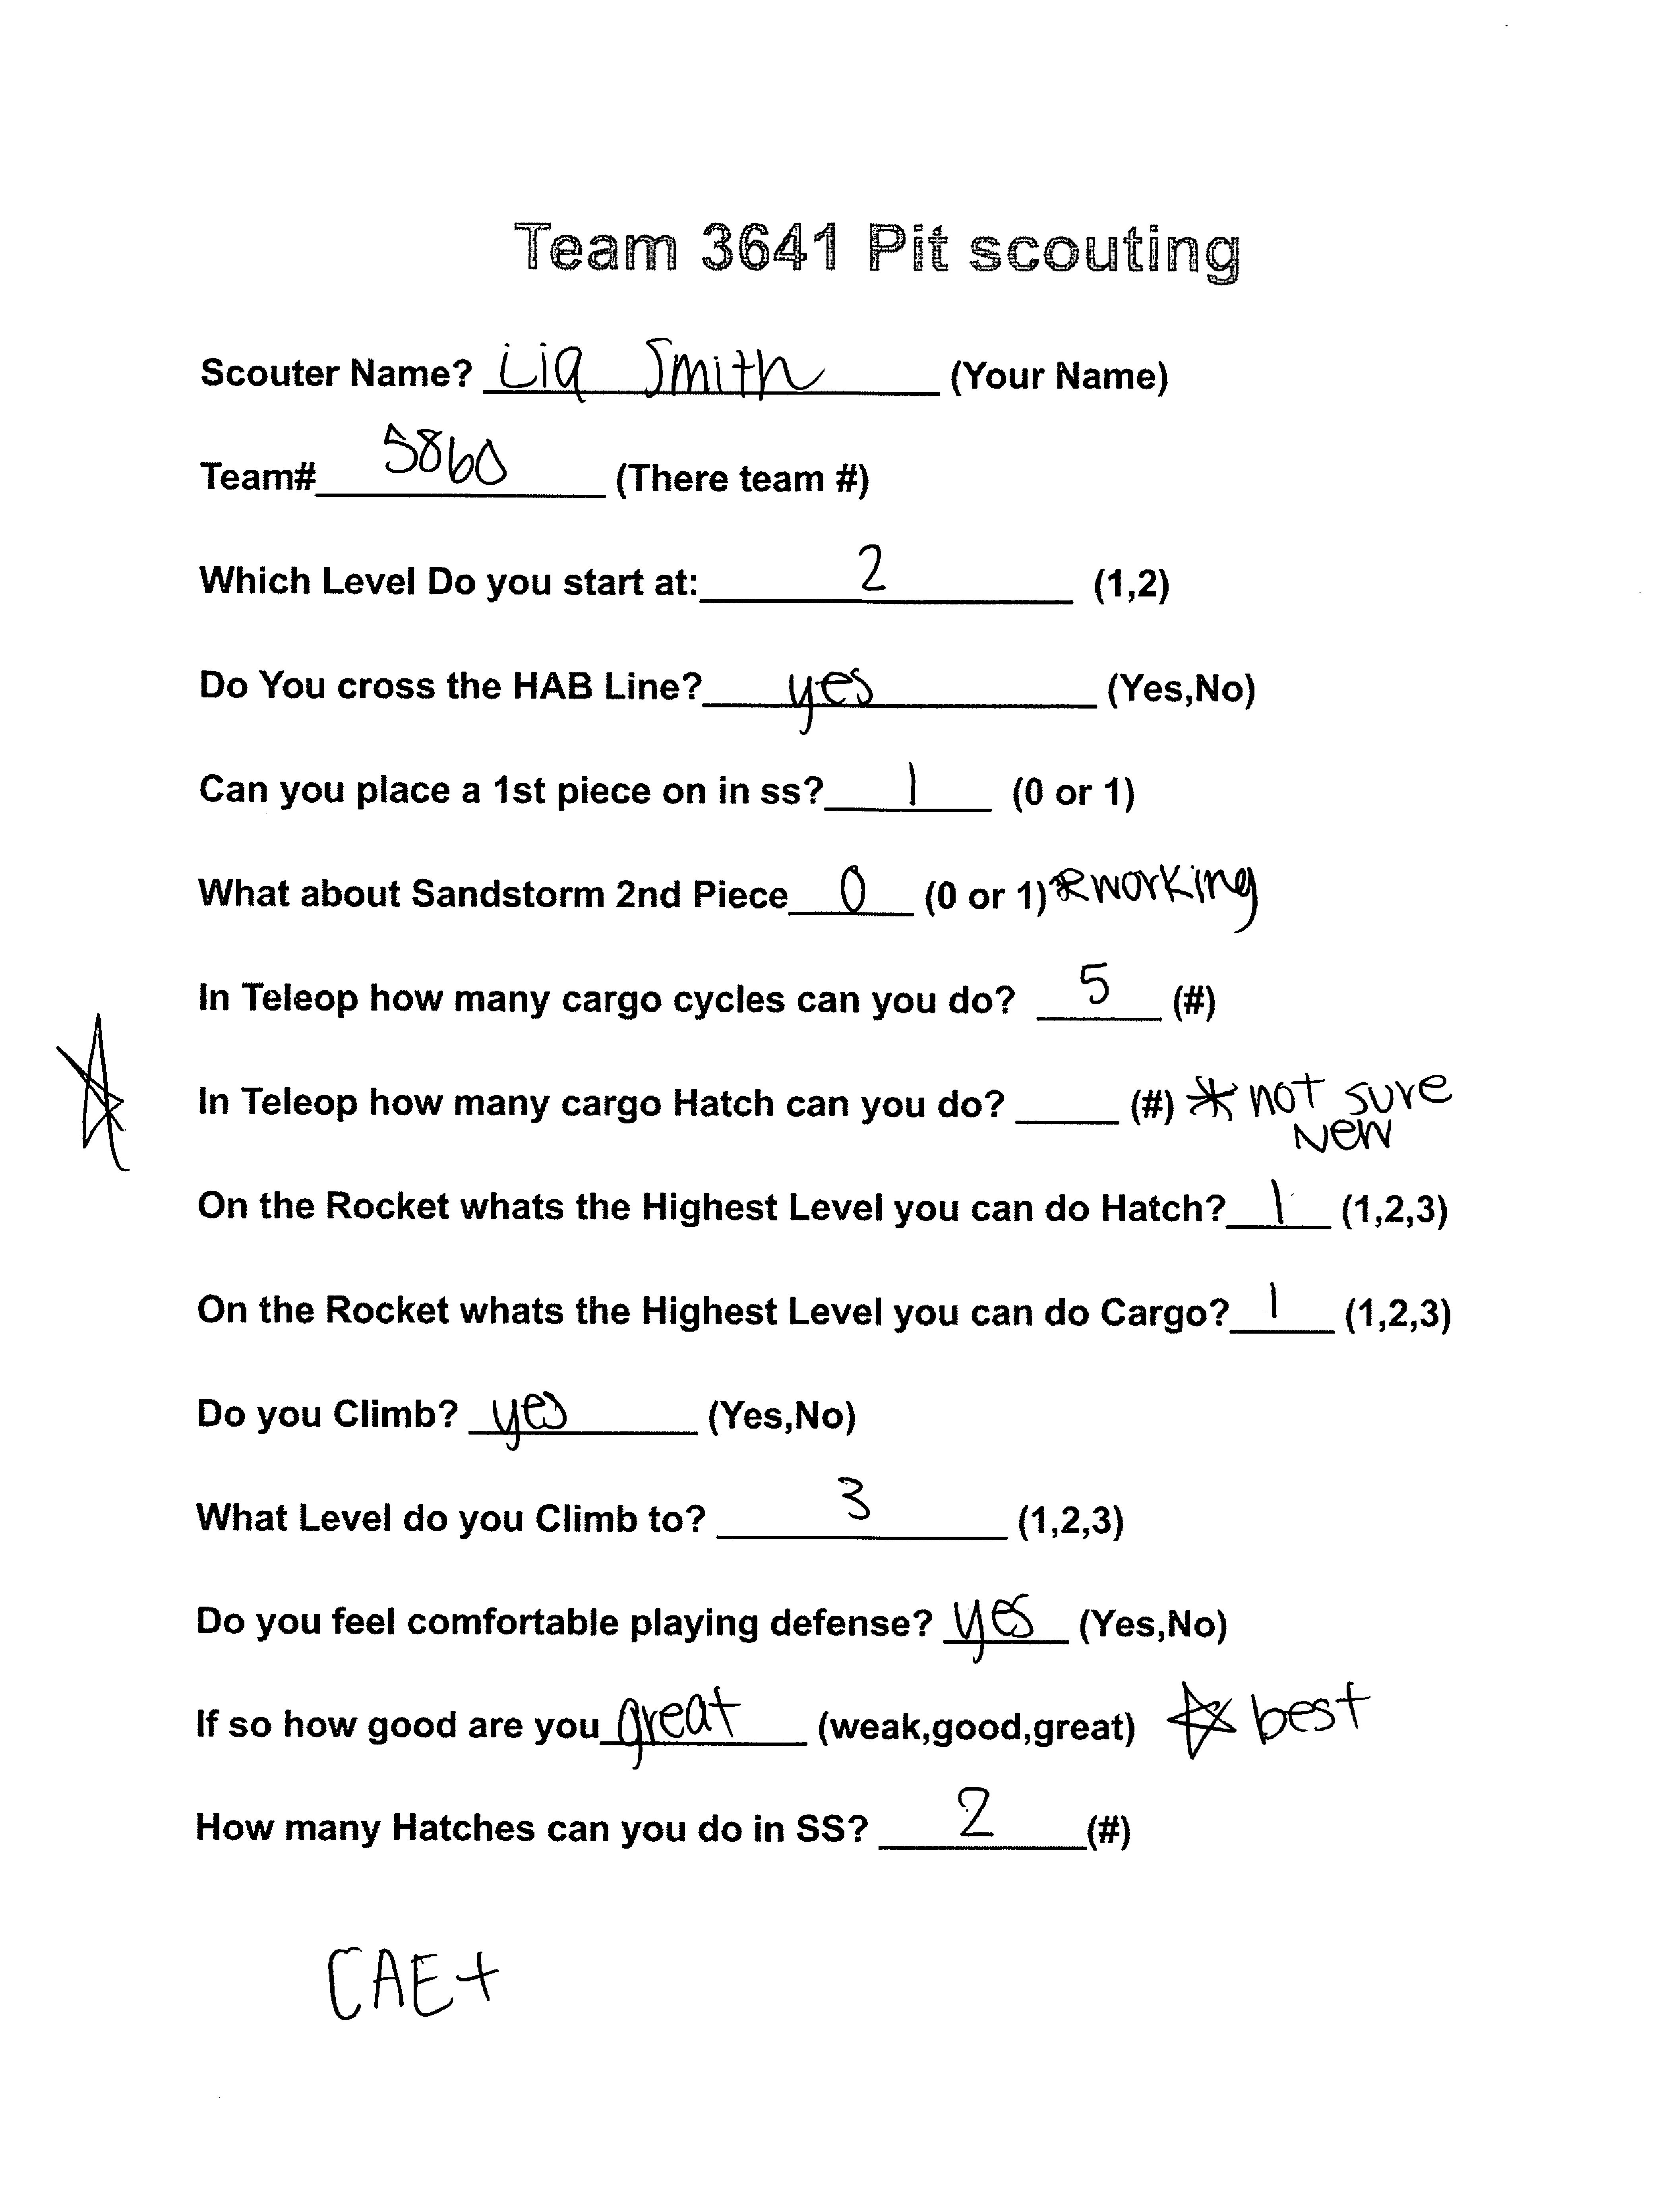 Team 3641 Pit scouting
Scouter Name? Lia Smith (Your Name)
Team# 5860 (There team #)
Which Level Do you start at: 2 (1,2)
Do You cross the HAB Line? yes (Yes,No)
Can you place a 1st piece on in ss? 1 (0 or 1)
What about Sandstorm 2nd Piece 0 (0 or 1) *working
In Teleop how many cargo cycles can you do? 5 (#)
In Teleop how many cargo Hatch can you do? ____ (#) * not sure
New
On the Rocket whats the Highest Level you can do Hatch? 1 (1,2,3)
On the Rocket whats the Highest Level you can do Cargo? 1 (1,2,3)
Do you Climb? yes (Yes,No)
What Level do you Climb to? 3 (1,2,3)
Do you feel comfortable playing defense? yes (Yes,No)
If so how good are you great (weak,good,great) ☆ best
How many Hatches can you do in SS? 2 (#)
CAE+